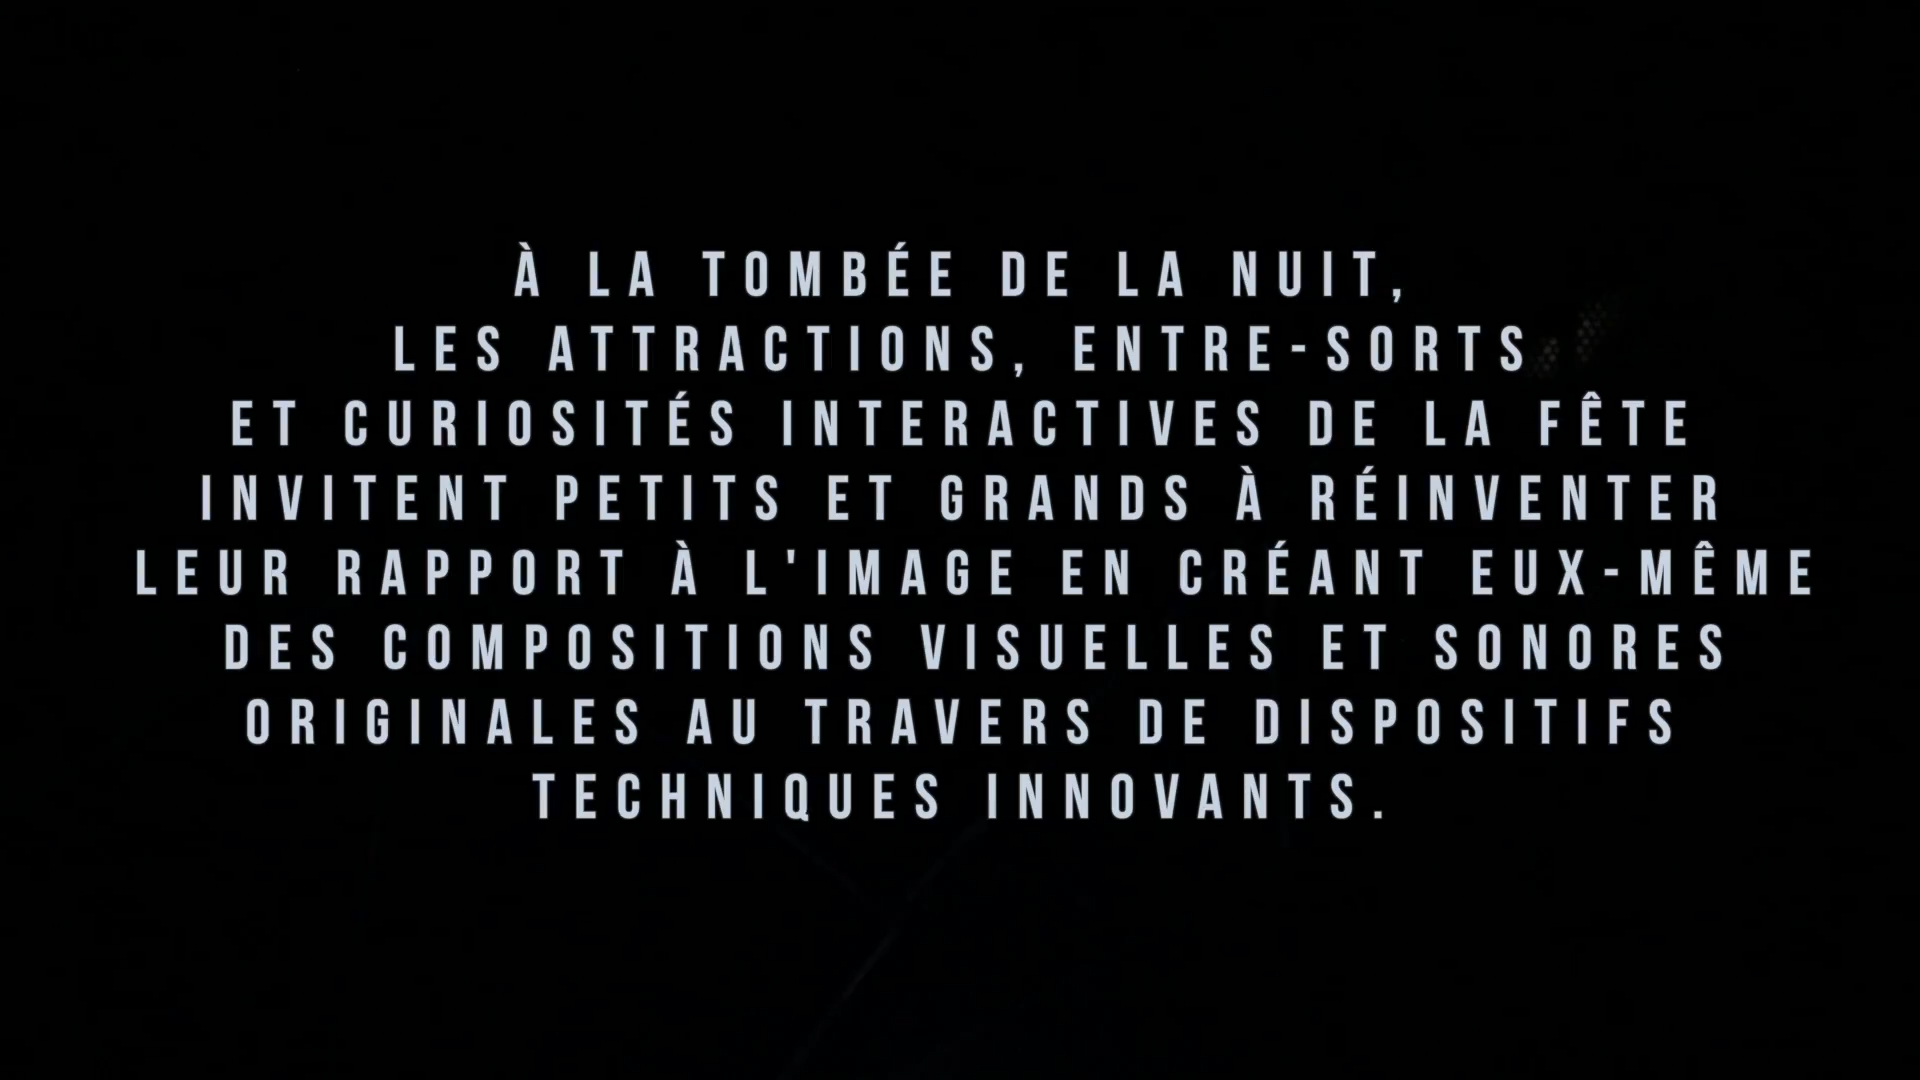 À LA TOMBÉE DE LA NUIT,
LES ATTRACTIONS, ENTRE-SORTS
ET CURIOSITÉS INTERACTIVES DE LA FÊTE
INVITENT PETITS ET GRANDS À RÉINVENTER
LEUR RAPPORT À L'IMAGE EN CRÉANT EUX-MÊME
DES COMPOSITIONS VISUELLES ET SONORES
ORIGINALES AU TRAVERS DE DISPOSITIFS
TECHNIQUES INNOVANTS.